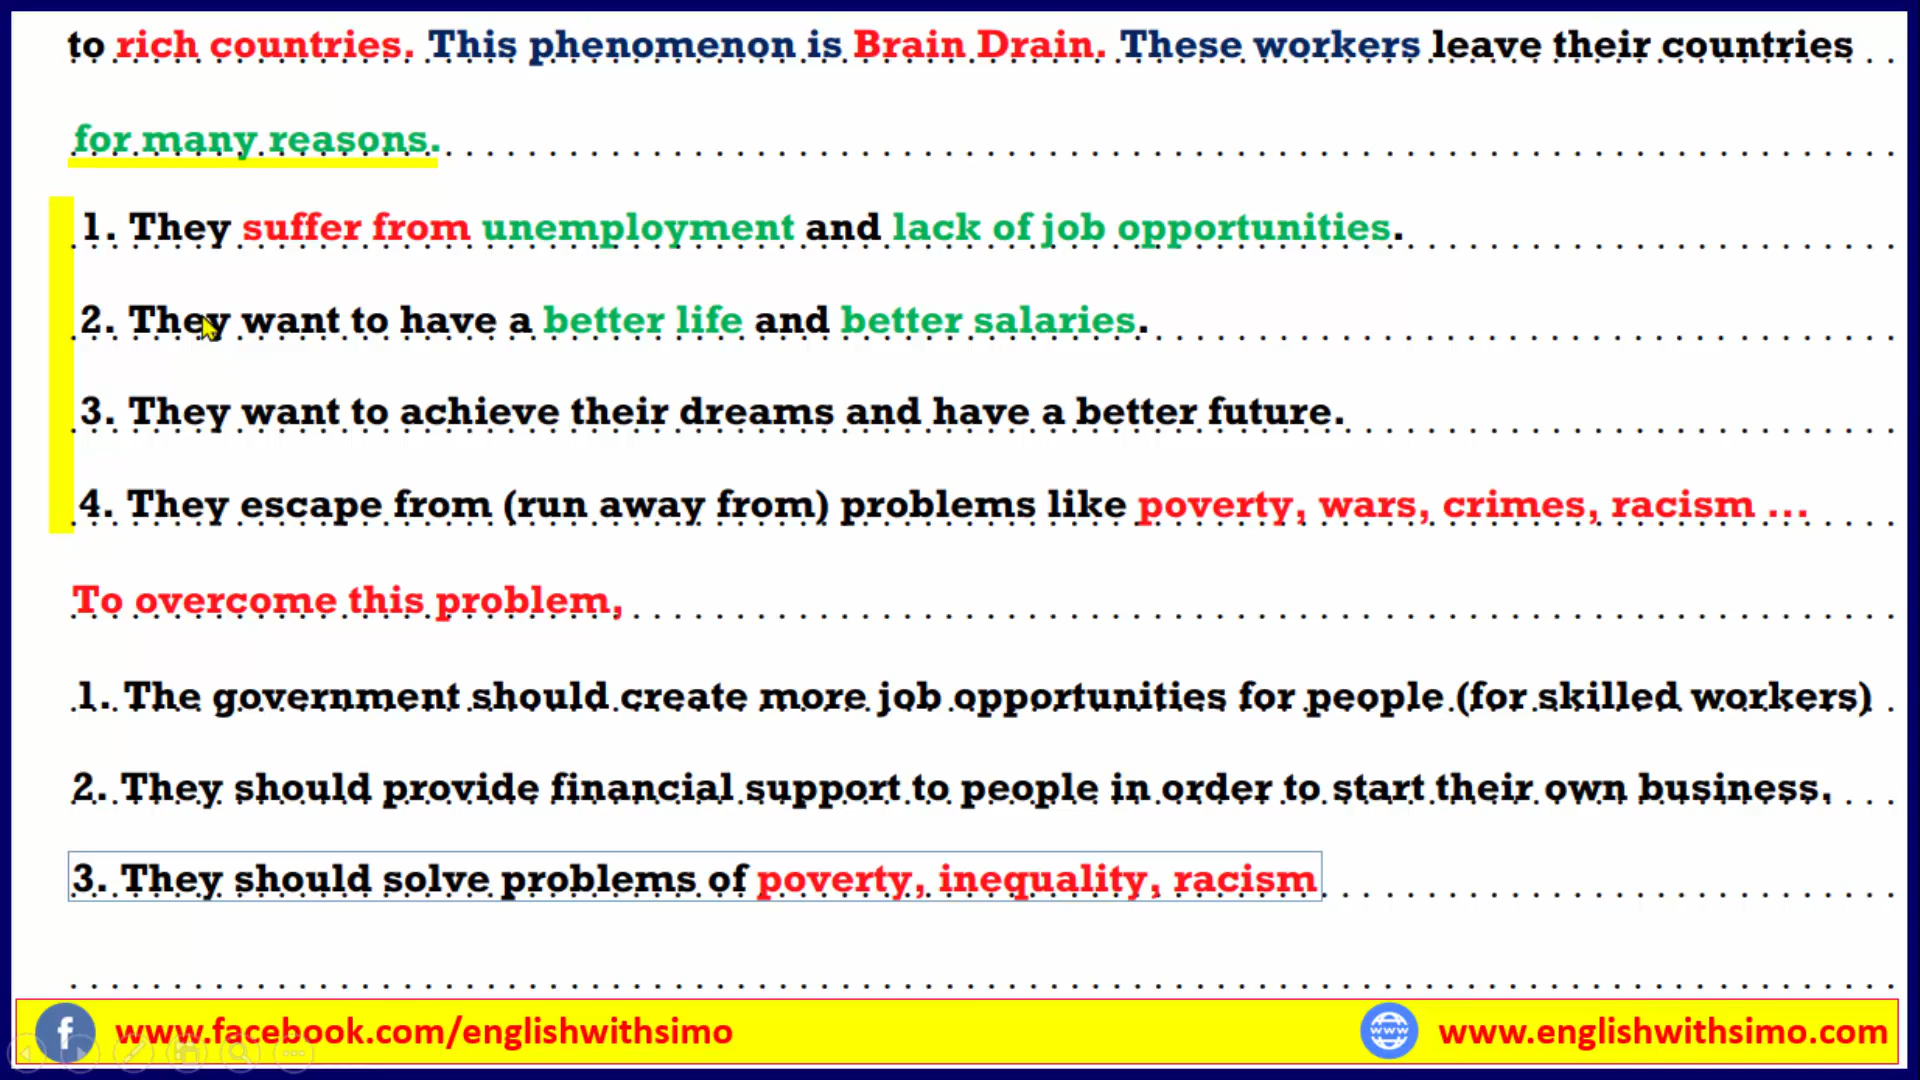 to rich countries. This phenomenon is Brain Drain. These workers leave their countries
for many reasons.
1. They suffer from unemployment and lack of job opportunities.
2. They want to have a better life and better salaries.
3. They want to achieve their dreams and have a better future.
4. They escape from (run away from) problems like poverty, wars, crimes, racism ...
To overcome this problem,
1. The government should create more job opportunities for people (for skilled workers)
2. They should provide financial support to people in order to start their own business.
3. They should solve problems of poverty, inequality, racism
www.facebook.com/englishwithsimo
www.englishwithsimo.com